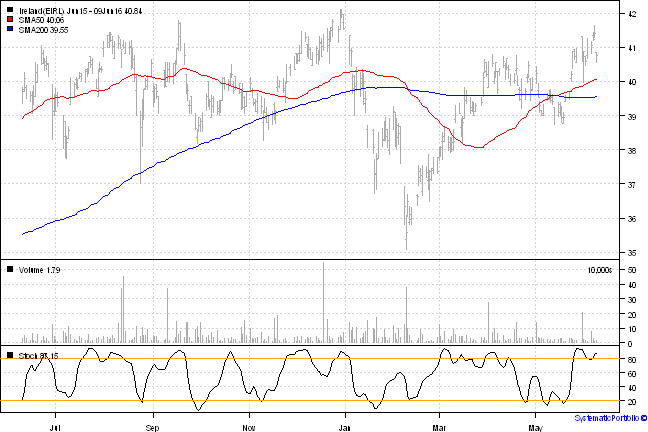 Ireland(EIRL) Jun15 - 09Jun16 40.84
SMA50 40.06
SMA200 39.55
42
41
40
39
38
37
36
35
Volume 1.79
10,000s
50
40
30
20
10
0
Stoch 87.15
80
60
40
20
Jul
Sep
Nov
Jan
Mar
May
SystematicPortfolio ©